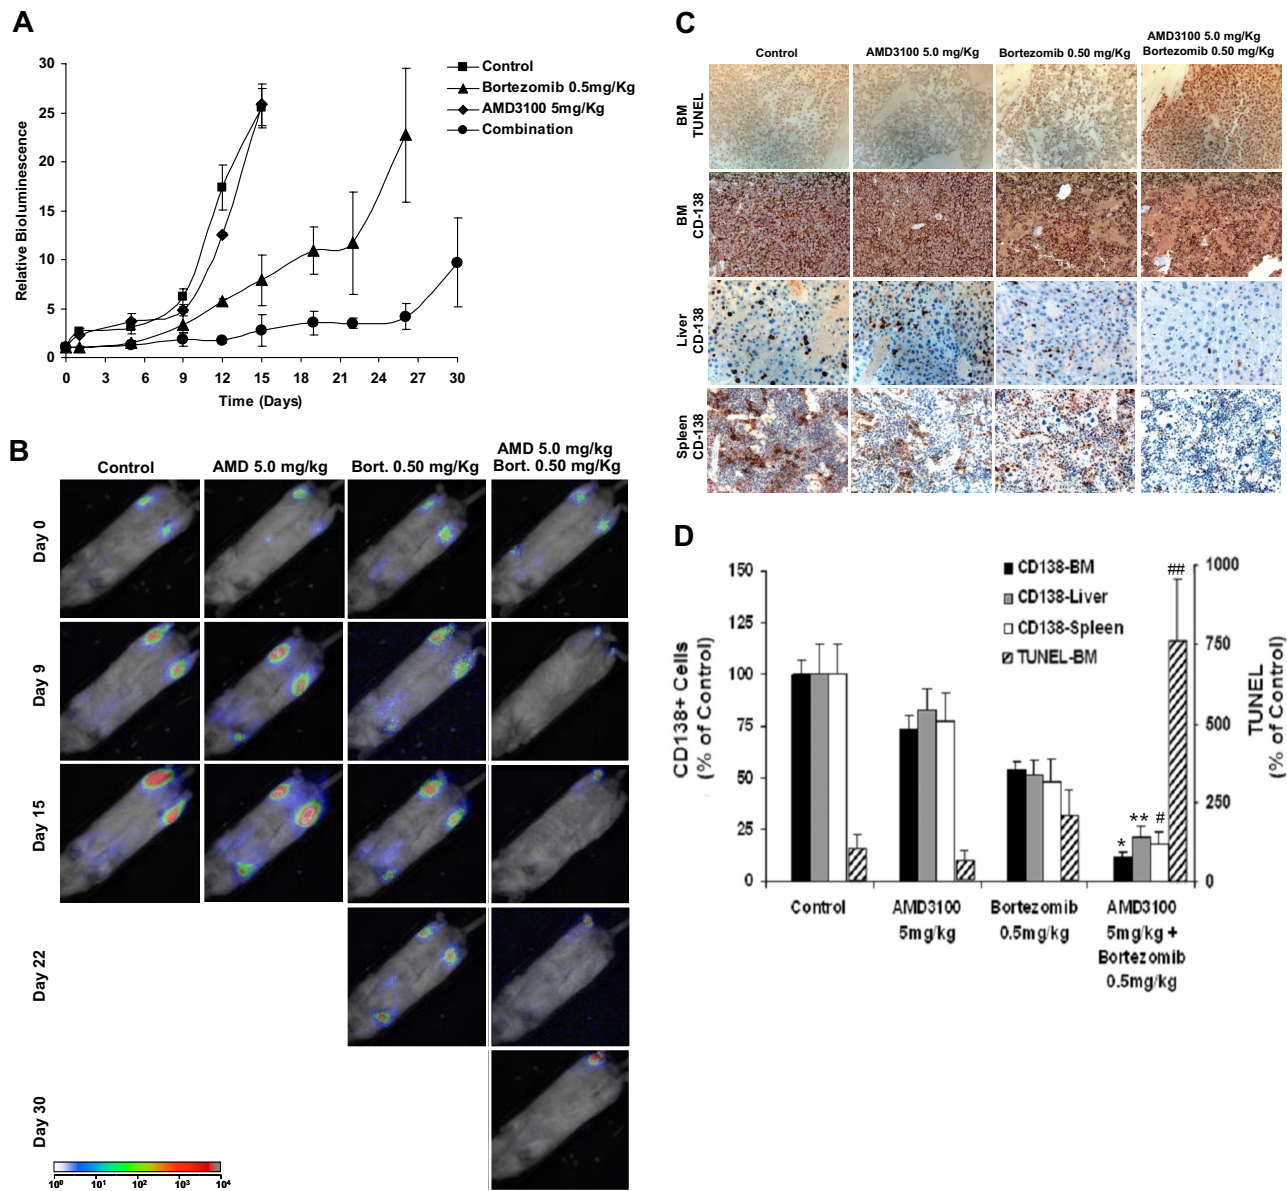 A
30
25
20
15
10
5
0
Relative Bioluminescence
0 3 6 9 12 15 18 21 24 27 30
Time (Days)
Control
Bortezomib 0.5mg/Kg
AMD3100 5mg/Kg
Combination
B
Control
AMD 5.0 mg/kg
Bort. 0.50 mg/Kg
AMD 5.0 mg/kg
Bort. 0.50 mg/Kg
Day 0
Day 9
Day 15
Day 22
Day 30
10⁰ 10¹ 10² 10³ 10⁴
C
Control
AMD3100 5.0 mg/Kg
Bortezomib 0.50 mg/Kg
AMD3100 5.0 mg/Kg
Bortezomib 0.50 mg/Kg
BM
TUNEL
BM
CD-138
Liver
CD-138
Spleen
CD-138
D
150
125
100
75
50
25
0
CD138+ Cells
(% of Control)
CD138-BM
CD138-Liver
CD138-Spleen
TUNEL-BM
* ** # ##
1000
750
500
250
0
TUNEL
(% of Control)
Control
AMD3100
5mg/kg
Bortezomib
0.5mg/kg
AMD3100
5mg/kg +
Bortezomib
0.5mg/kg